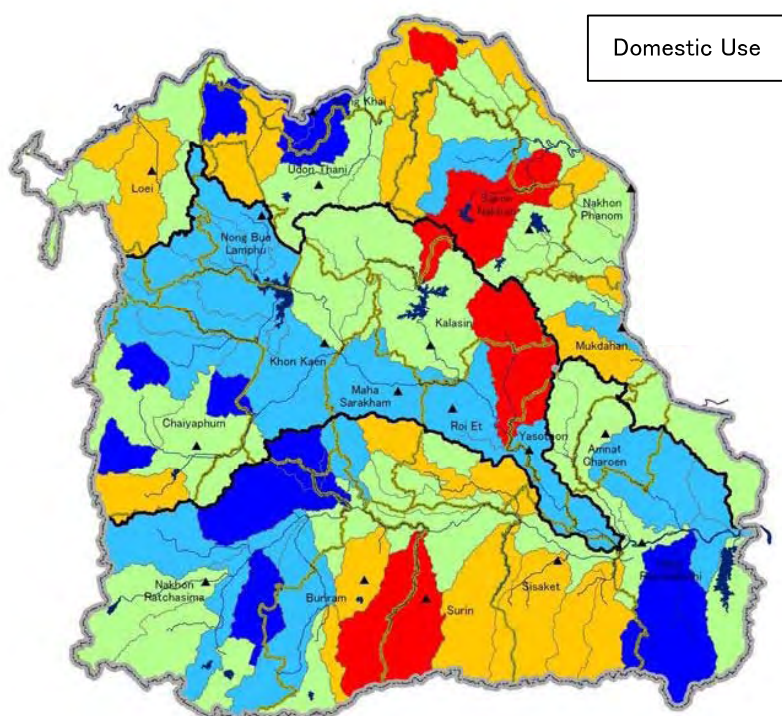 Domestic Use
Khai
Udon Thani
Loei
Nakhon
Phanom
Nong Bua
Lamphu
Kalasin
Mukdahan
Khon Kaen
Maha
Sarakham
Roi Et
Yasothon
Chaiyaphum
Amnat
Charoen
Nakhon
Ratchasima
Buriram
Surin
Sisaket